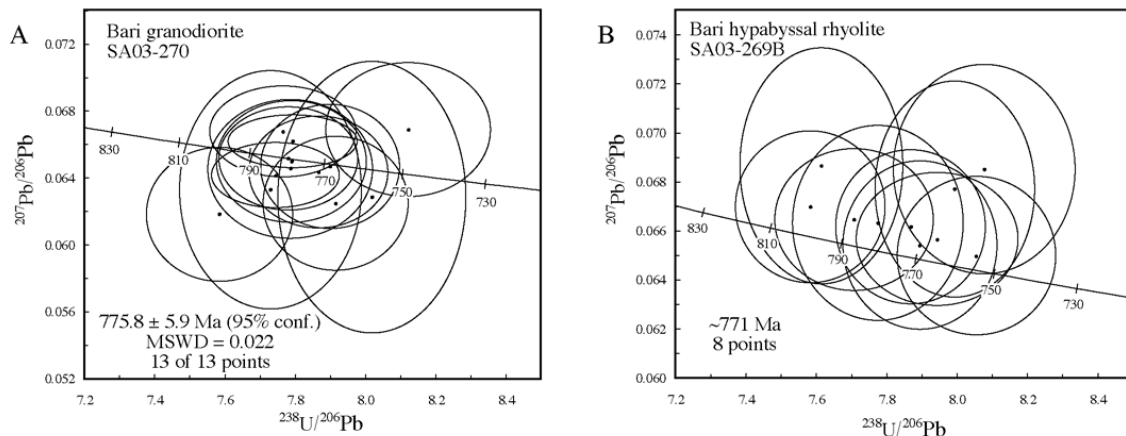 A
Bari granodiorite
SA03-270
0.072
0.068
0.064
0.060
0.056
0.052
²⁰⁷Pb/²⁰⁶Pb
830
810
790
770
750
730
775.8 ± 5.9 Ma (95% conf.)
MSWD = 0.022
13 of 13 points
7.2
7.4
7.6
7.8
8.0
8.2
8.4
²³⁸U/²⁰⁶Pb
B
Bari hypabyssal rhyolite
SA03-269B
0.075
0.072
0.070
0.068
0.066
0.064
0.062
0.060
²⁰⁷Pb/²⁰⁶Pb
830
810
790
770
750
730
~771 Ma
8 points
7.2
7.4
7.6
7.8
8.0
8.2
8.4
²³⁸U/²⁰⁶Pb